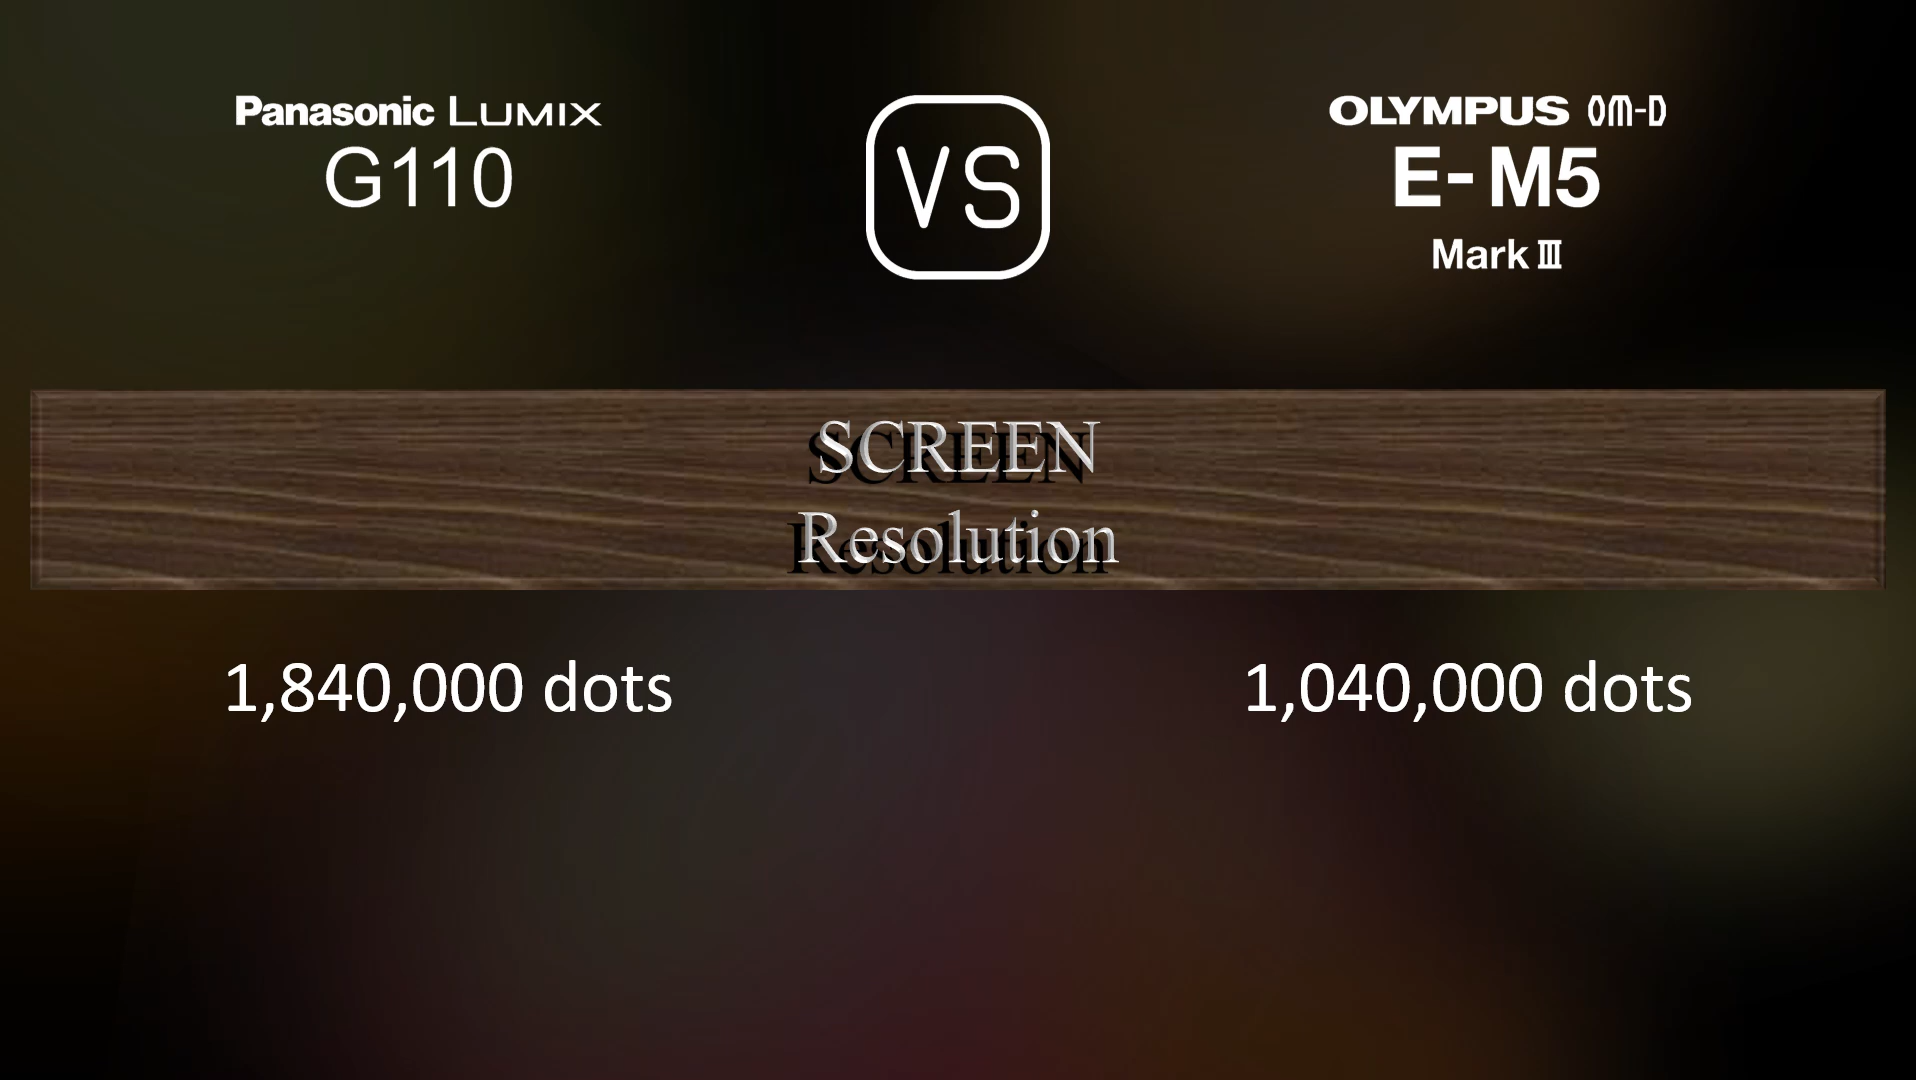 Panasonic LUMIX
G110
VS
OLYMPUS OM-D
E-M5
Mark III
SCREEN
Resolution
1,840,000 dots
1,040,000 dots